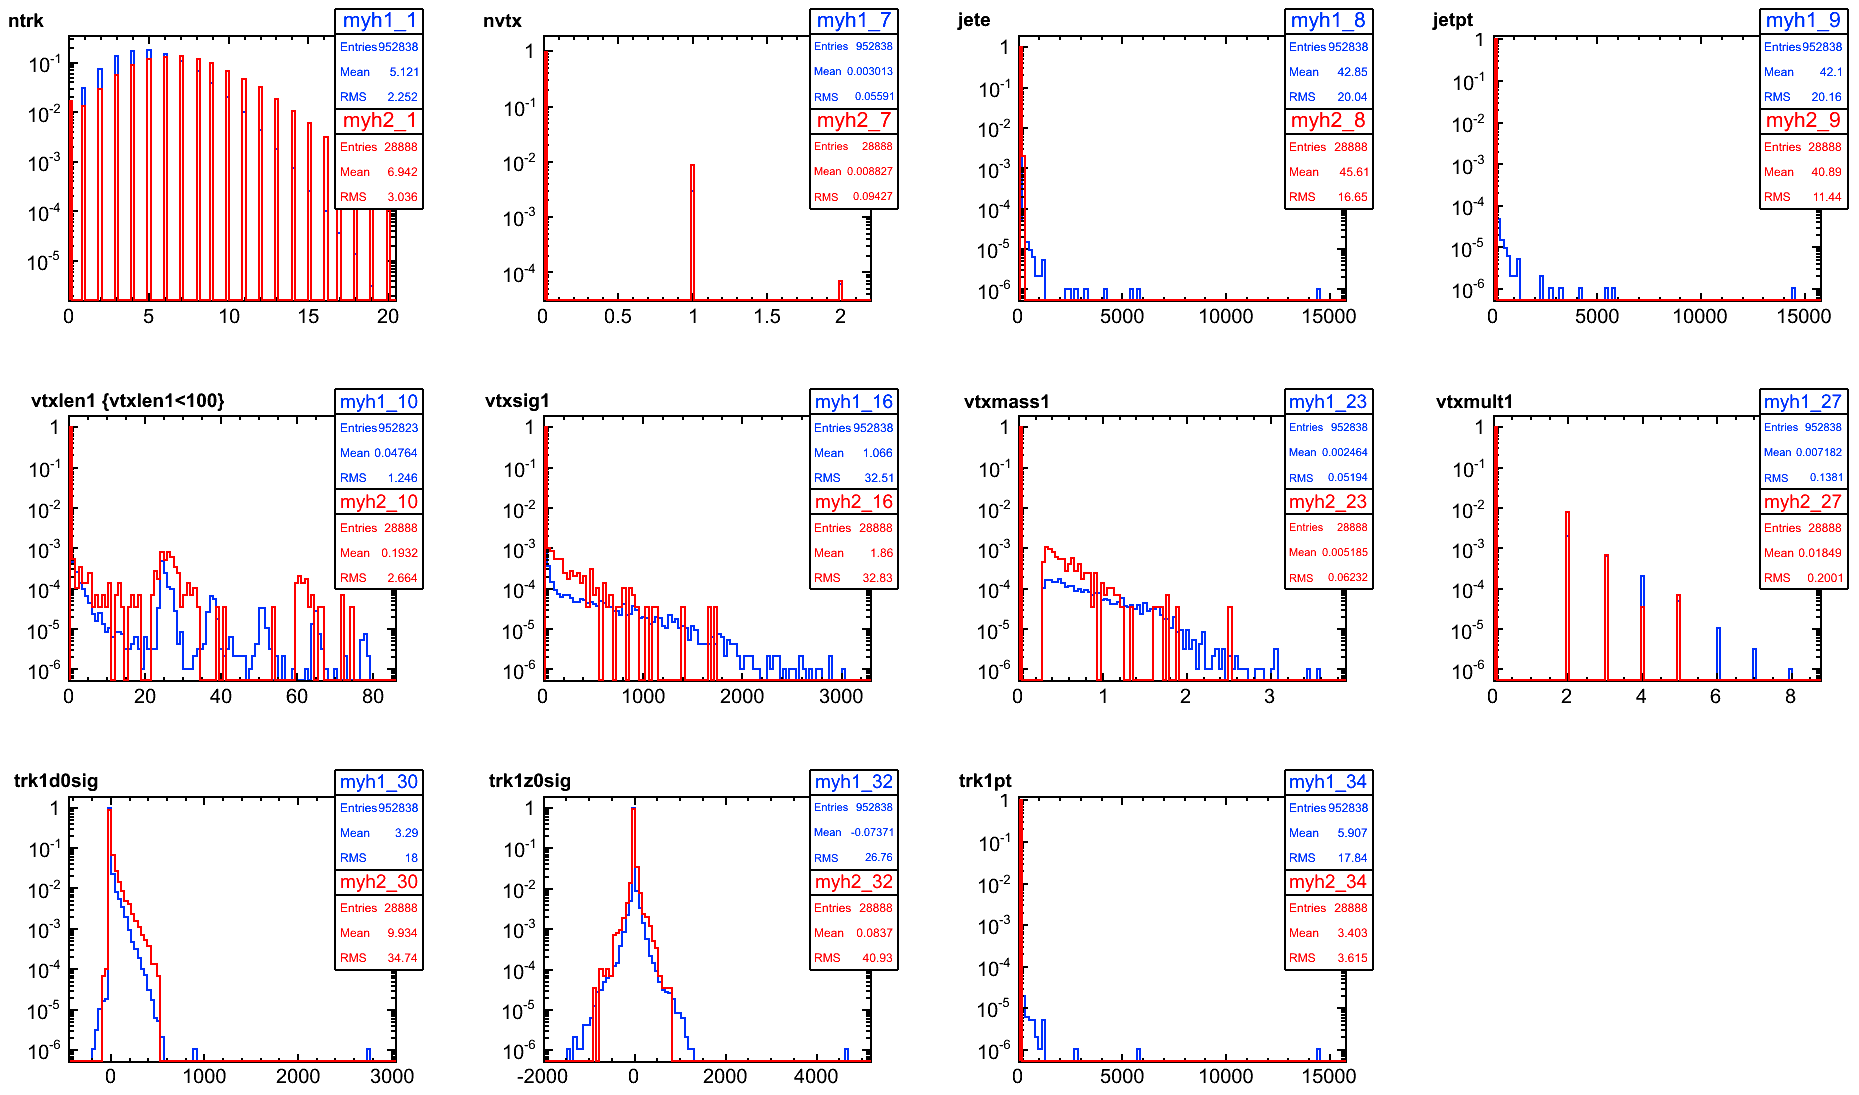 ntrk
myh1_1
Entries 952838
Mean 5.121
RMS 2.252
myh2_1
Entries 28888
Mean 6.942
RMS 3.036
10^-1
10^-2
10^-3
10^-4
10^-5
0 5 10 15 20
nvtx
myh1_7
Entries 952838
Mean 0.003013
RMS 0.05591
myh2_7
Entries 28888
Mean 0.008827
RMS 0.09427
1
10^-1
10^-2
10^-3
10^-4
0 0.5 1 1.5 2
jete
myh1_8
Entries 952838
Mean 42.85
RMS 20.04
myh2_8
Entries 28888
Mean 45.61
RMS 16.65
1
10^-1
10^-2
10^-3
10^-4
10^-5
10^-6
0 5000 10000 15000
jetpt
myh1_9
Entries 952838
Mean 42.1
RMS 20.16
myh2_9
Entries 28888
Mean 40.89
RMS 11.44
1
10^-1
10^-2
10^-3
10^-4
10^-5
10^-6
0 5000 10000 15000
vtxlen1 {vtxlen1<100}
myh1_10
Entries 952823
Mean 0.04764
RMS 1.246
myh2_10
Entries 28888
Mean 0.1932
RMS 2.664
1
10^-1
10^-2
10^-3
10^-4
10^-5
10^-6
0 20 40 60 80
vtxsig1
myh1_16
Entries 952838
Mean 1.066
RMS 32.51
myh2_16
Entries 28888
Mean 1.86
RMS 32.83
1
10^-1
10^-2
10^-3
10^-4
10^-5
10^-6
0 1000 2000 3000
vtxmass1
myh1_23
Entries 952838
Mean 0.002464
RMS 0.05194
myh2_23
Entries 28888
Mean 0.005185
RMS 0.06232
1
10^-1
10^-2
10^-3
10^-4
10^-5
10^-6
0 1 2 3
vtxmult1
myh1_27
Entries 952838
Mean 0.007182
RMS 0.1381
myh2_27
Entries 28888
Mean 0.01849
RMS 0.2001
1
10^-1
10^-2
10^-3
10^-4
10^-5
10^-6
0 2 4 6 8
trk1d0sig
myh1_30
Entries 952838
Mean 3.29
RMS 18
myh2_30
Entries 28888
Mean 9.934
RMS 34.74
1
10^-1
10^-2
10^-3
10^-4
10^-5
10^-6
0 1000 2000 3000
trk1z0sig
myh1_32
Entries 952838
Mean -0.07371
RMS 26.76
myh2_32
Entries 28888
Mean 0.0837
RMS 40.93
1
10^-1
10^-2
10^-3
10^-4
10^-5
10^-6
-2000 0 2000 4000
trk1pt
myh1_34
Entries 952838
Mean 5.907
RMS 17.84
myh2_34
Entries 28888
Mean 3.403
RMS 3.615
1
10^-1
10^-2
10^-3
10^-4
10^-5
10^-6
0 5000 10000 15000